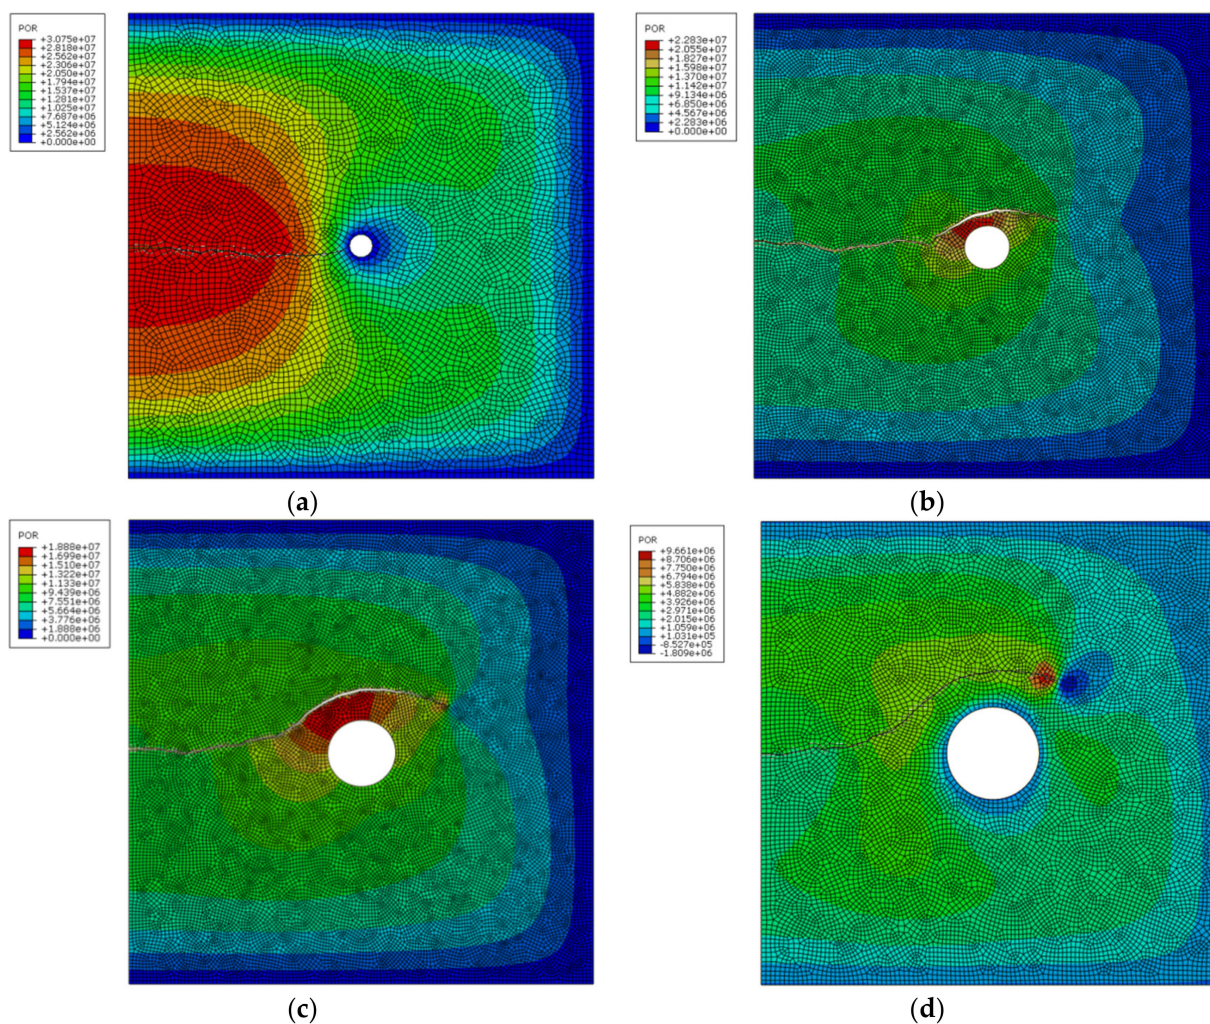 POR
+3.075e+07
+2.818e+07
+2.562e+07
+2.306e+07
+2.050e+07
+1.794e+07
+1.537e+07
+1.281e+07
+1.025e+07
+7.687e+06
+5.124e+06
+2.562e+06
+0.000e+00
(a)
POR
+2.283e+07
+2.055e+07
+1.827e+07
+1.598e+07
+1.370e+07
+1.142e+07
+9.134e+06
+6.850e+06
+4.567e+06
+2.283e+06
+0.000e+00
(b)
POR
+1.888e+07
+1.699e+07
+1.510e+07
+1.322e+07
+1.133e+07
+9.439e+06
+7.551e+06
+5.664e+06
+3.776e+06
+1.888e+06
+0.000e+00
(c)
POR
+9.661e+06
+8.706e+06
+7.750e+06
+6.794e+06
+5.838e+06
+4.882e+06
+3.926e+06
+2.971e+06
+2.015e+06
+1.059e+06
+1.031e+05
-8.527e+05
-1.809e+06
(d)